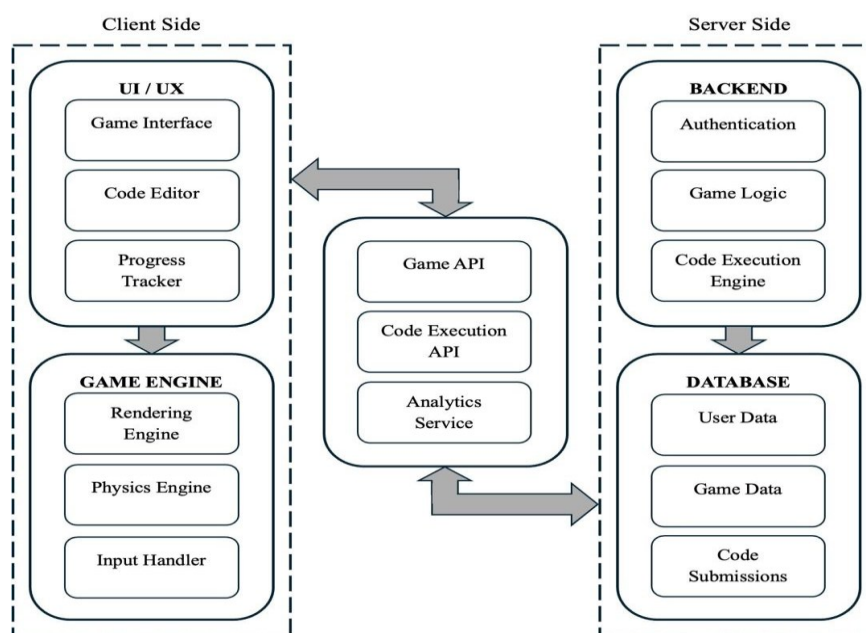 Client Side
UI / UX
Game Interface
Code Editor
Progress
Tracker
GAME ENGINE
Rendering
Engine
Physics Engine
Input Handler
Game API
Code Execution
API
Analytics
Service
Server Side
BACKEND
Authentication
Game Logic
Code Execution
Engine
DATABASE
User Data
Game Data
Code
Submissions